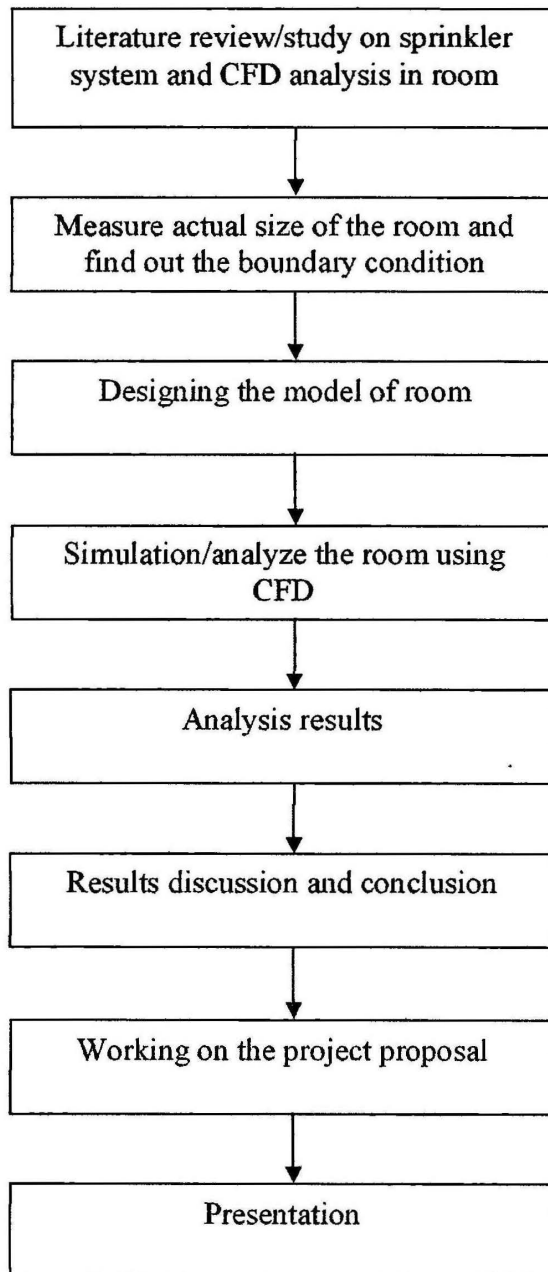 Literature review/study on sprinkler
system and CFD analysis in room
Measure actual size of the room and
find out the boundary condition
Designing the model of room
Simulation/analyze the room using
CFD
Analysis results
Results discussion and conclusion
Working on the project proposal
Presentation